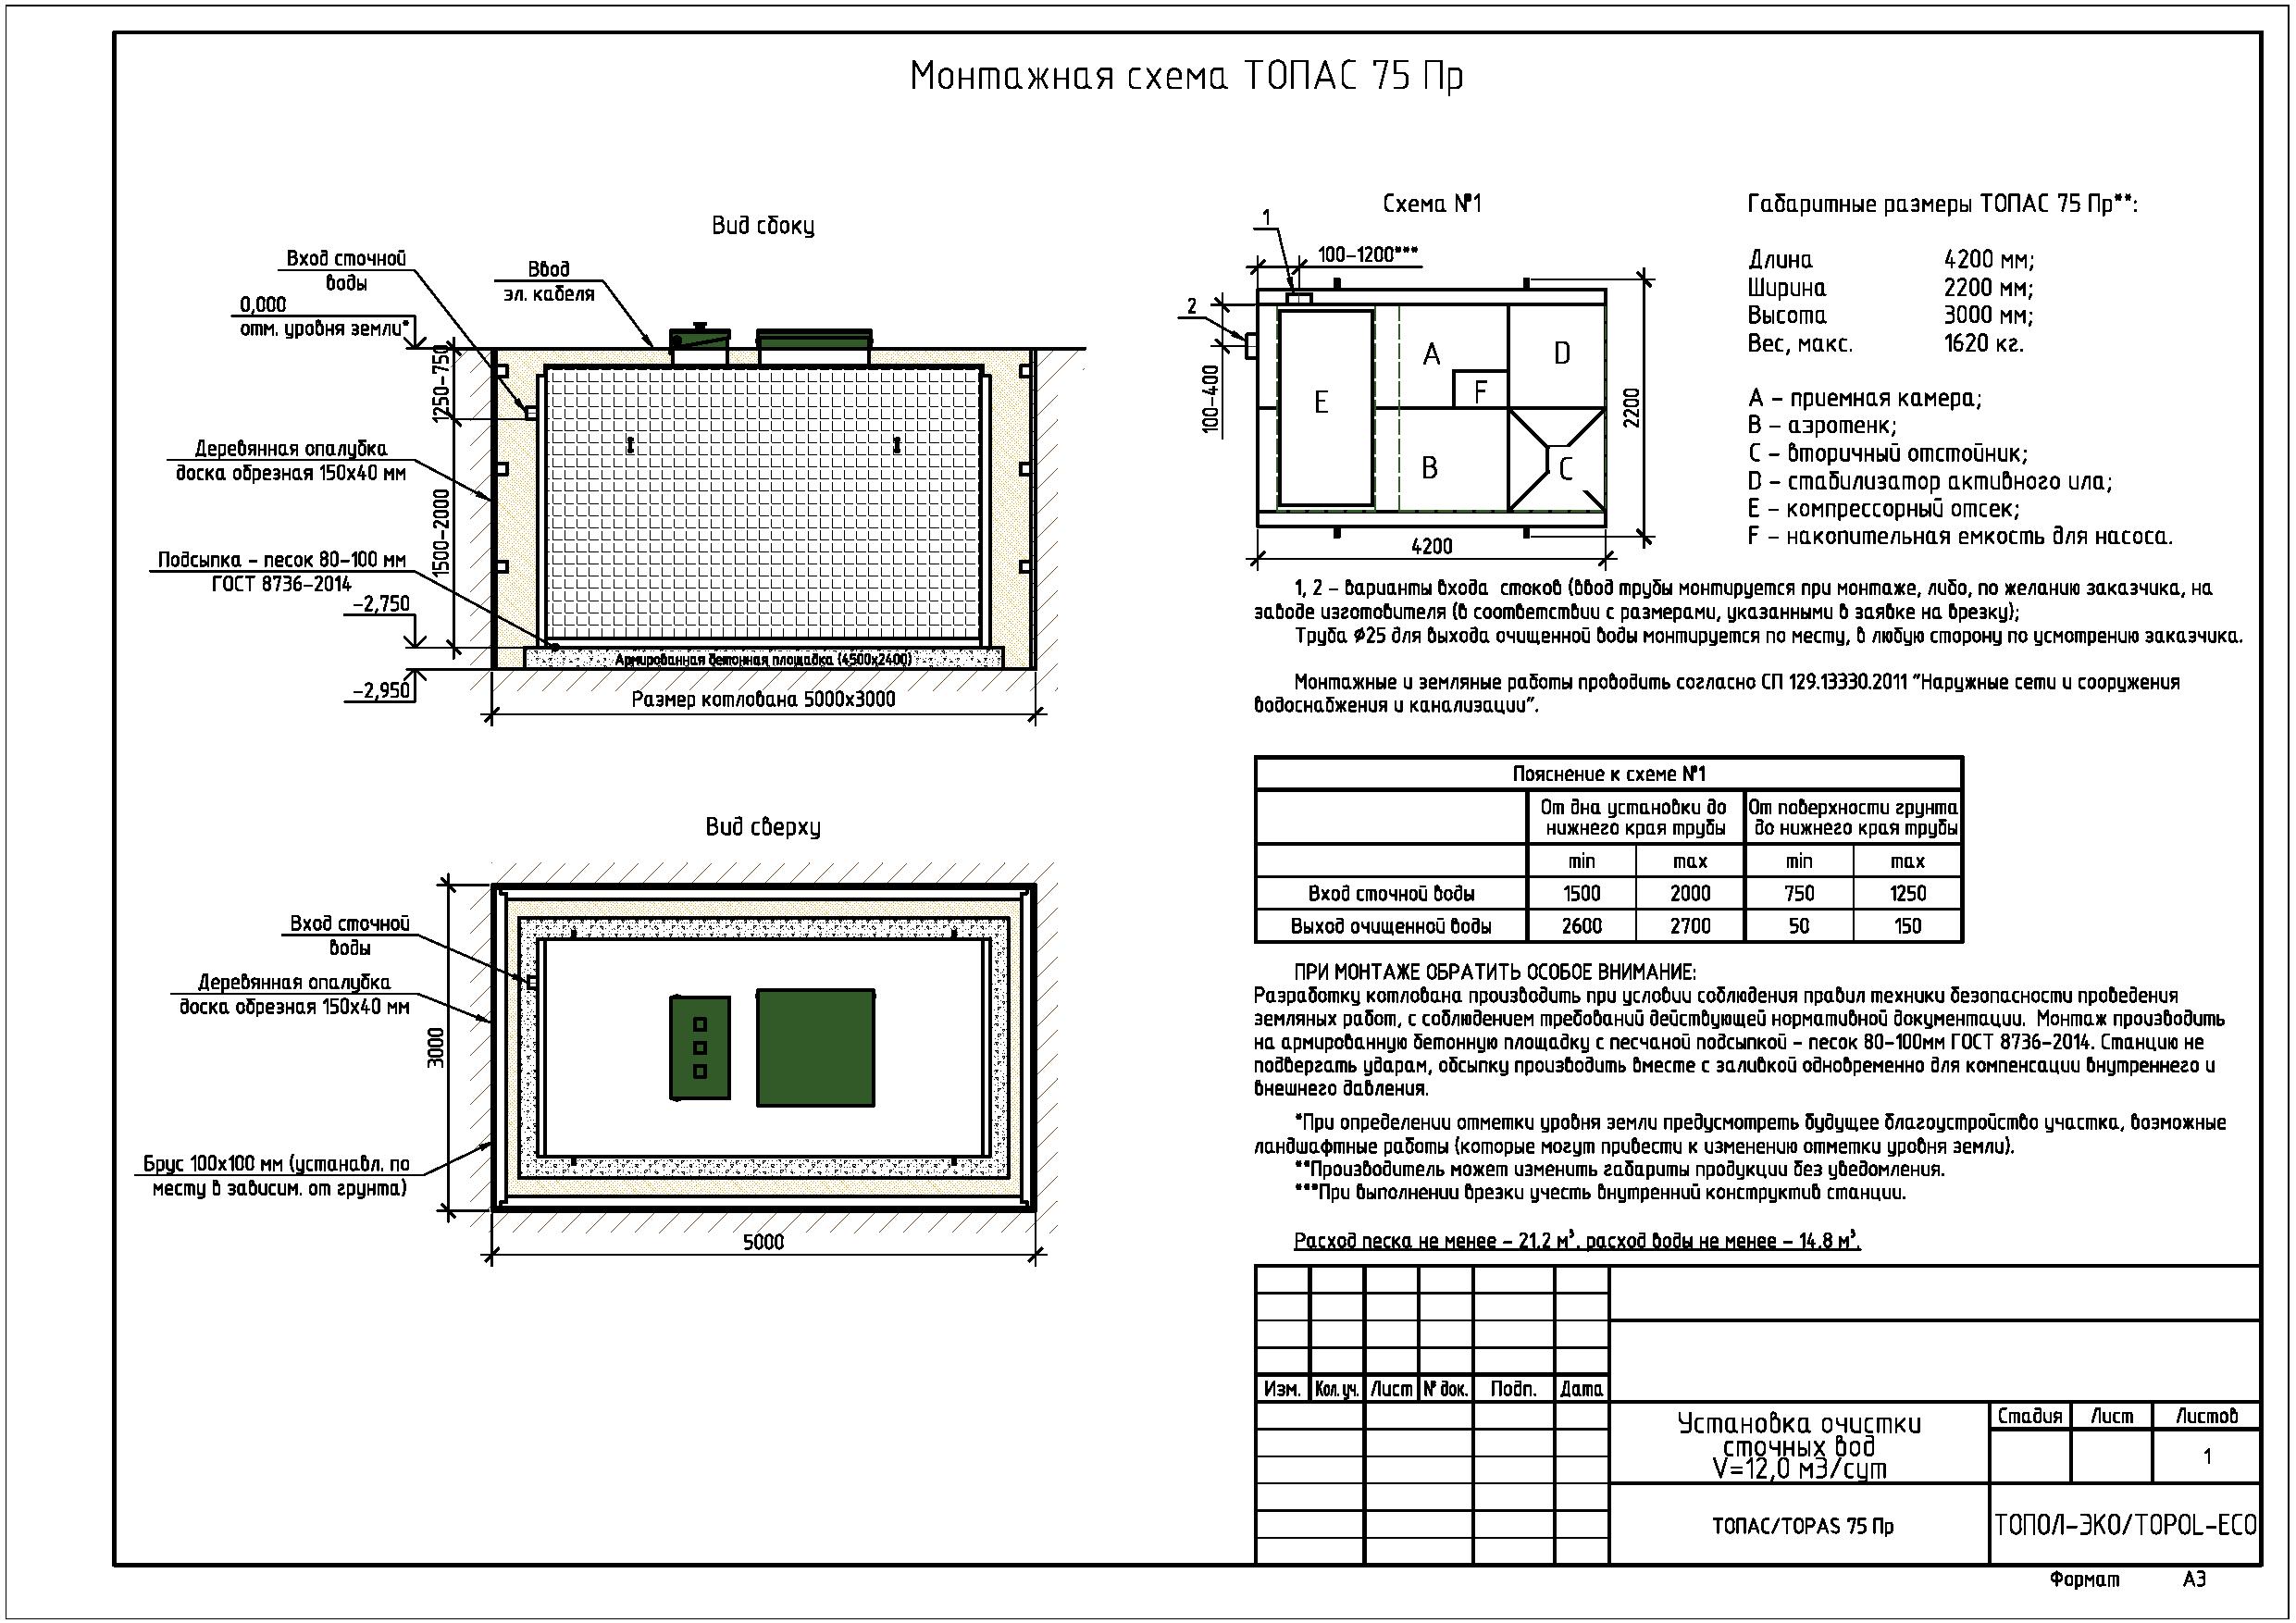 Монтажная схема ТОПАС 75 Пр
Вид сбоку
Вход сточной
воды
Ввод
эл. кабеля
0,000
отм. уровня земли*
1250-750
Деревянная опалубка
доска обрезная 150х40 мм
1500-2000
Подсыпка - песок 80-100 мм
ГОСТ 8736-2014
-2,750
Армированная бетонная площадка (4500х2400)
-2,950
Размер котлована 5000х3000
Вид сверху
Вход сточной
воды
Деревянная опалубка
доска обрезная 150х40 мм
3000
Брус 100х100 мм (устанавл. по
месту в зависим. от грунта)
5000
Схема №1
1
100-1200***
2
100-400
A
D
E
F
B
C
2200
4200
Габаритные размеры ТОПАС 75 Пр**:
Длина 4200 мм;
Ширина 2200 мм;
Высота 3000 мм;
Вес, макс. 1620 кг.
A - приемная камера;
B - аэротенк;
C - вторичный отстойник;
D - стабилизатор активного ила;
E - компрессорный отсек;
F - накопительная емкость для насоса.
1, 2 - варианты входа стоков (ввод трубы монтируется при монтаже, либо, по желанию заказчика, на
заводе изготовителя (в соответствии с размерами, указанными в заявке на врезку);
Труба ø25 для выхода очищенной воды монтируется по месту, в любую сторону по усмотрению заказчика.
Монтажные и земляные работы проводить согласно СП 129.13330.2011 "Наружные сети и сооружения
водоснабжения и канализации".
Пояснение к схеме №1
От дна установки до От поверхности грунта
нижнего края трубы до нижнего края трубы
min max min max
Вход сточной воды 1500 2000 750 1250
Выход очищенной воды 2600 2700 50 150
ПРИ МОНТАЖЕ ОБРАТИТЬ ОСОБОЕ ВНИМАНИЕ:
Разработку котлована производить при условии соблюдения правил техники безопасности проведения
земляных работ, с соблюдением требований действующей нормативной документации. Монтаж производить
на армированную бетонную площадку с песчаной подсыпкой - песок 80-100мм ГОСТ 8736-2014. Станцию не
подвергать ударам, обсыпку производить вместе с заливкой одновременно для компенсации внутреннего и
внешнего давления.
*При определении отметки уровня земли предусмотреть будущее благоустройство участка, возможные
ландшафтные работы (которые могут привести к изменению отметки уровня земли).
**Производитель может изменить габариты продукции без уведомления.
***При выполнении врезки учесть внутренний конструктив станции.
Расход песка не менее - 21,2 м³, расход воды не менее - 14,8 м³.
Изм. Кол.уч. Лист № док. Подп. Дата
Установка очистки
сточных вод
V=12,0 м3/сут
Стадия Лист Листов
1
ТОПАС/TOPAS 75 Пр
ТОПОЛ-ЭКО/TOPOL-ECO
Формат А3